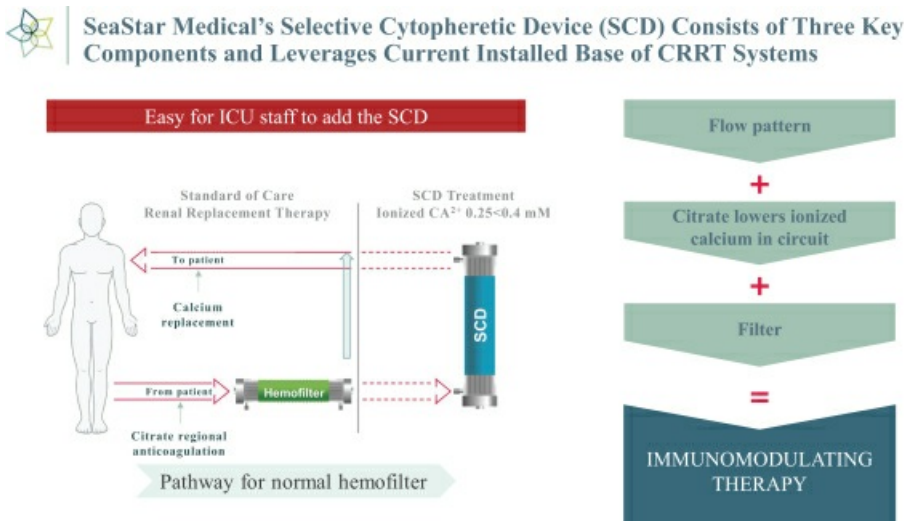 SeaStar Medical's Selective Cytopheretic Device (SCD) Consists of Three Key
Components and Leverages Current Installed Base of CRRT Systems
Easy for ICU staff to add the SCD
Standard of Care
Renal Replacement Therapy
SCD Treatment
Ionized CA²⁺ 0.25<0.4 mM
To patient
Calcium
replacement
SCD
From patient
Hemofilter
Citrate regional
anticoagulation
Pathway for normal hemofilter
Flow pattern
+
Citrate lowers ionized
calcium in circuit
+
Filter
=
IMMUNOMODULATING
THERAPY